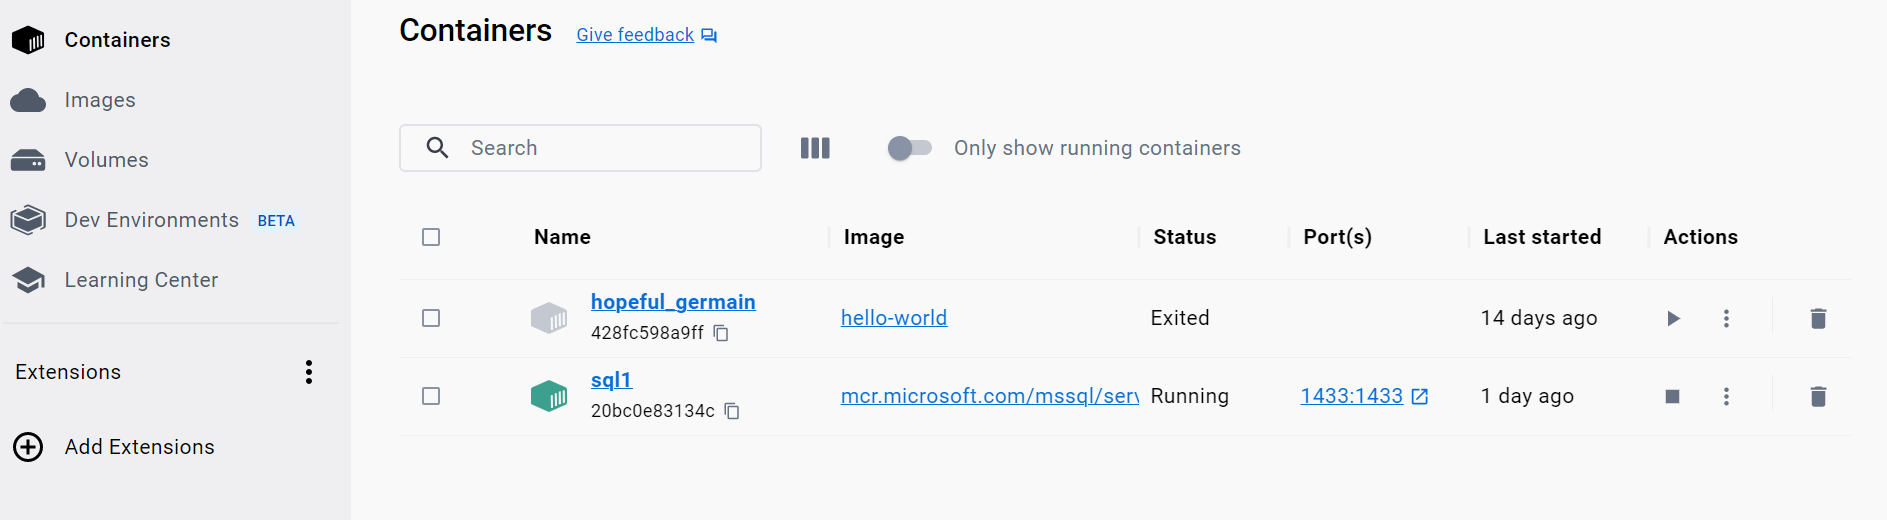 Containers
Images
Volumes
Dev Environments BETA
Learning Center
Extensions
Add Extensions
Containers Give feedback
Search
Only show running containers
Name Image Status Port(s) Last started Actions
hopeful_germain
428fc598a9ff
hello-world Exited 14 days ago
sql1
20bc0e83134c
mcr.microsoft.com/mssql/serv Running 1433:1433 1 day ago